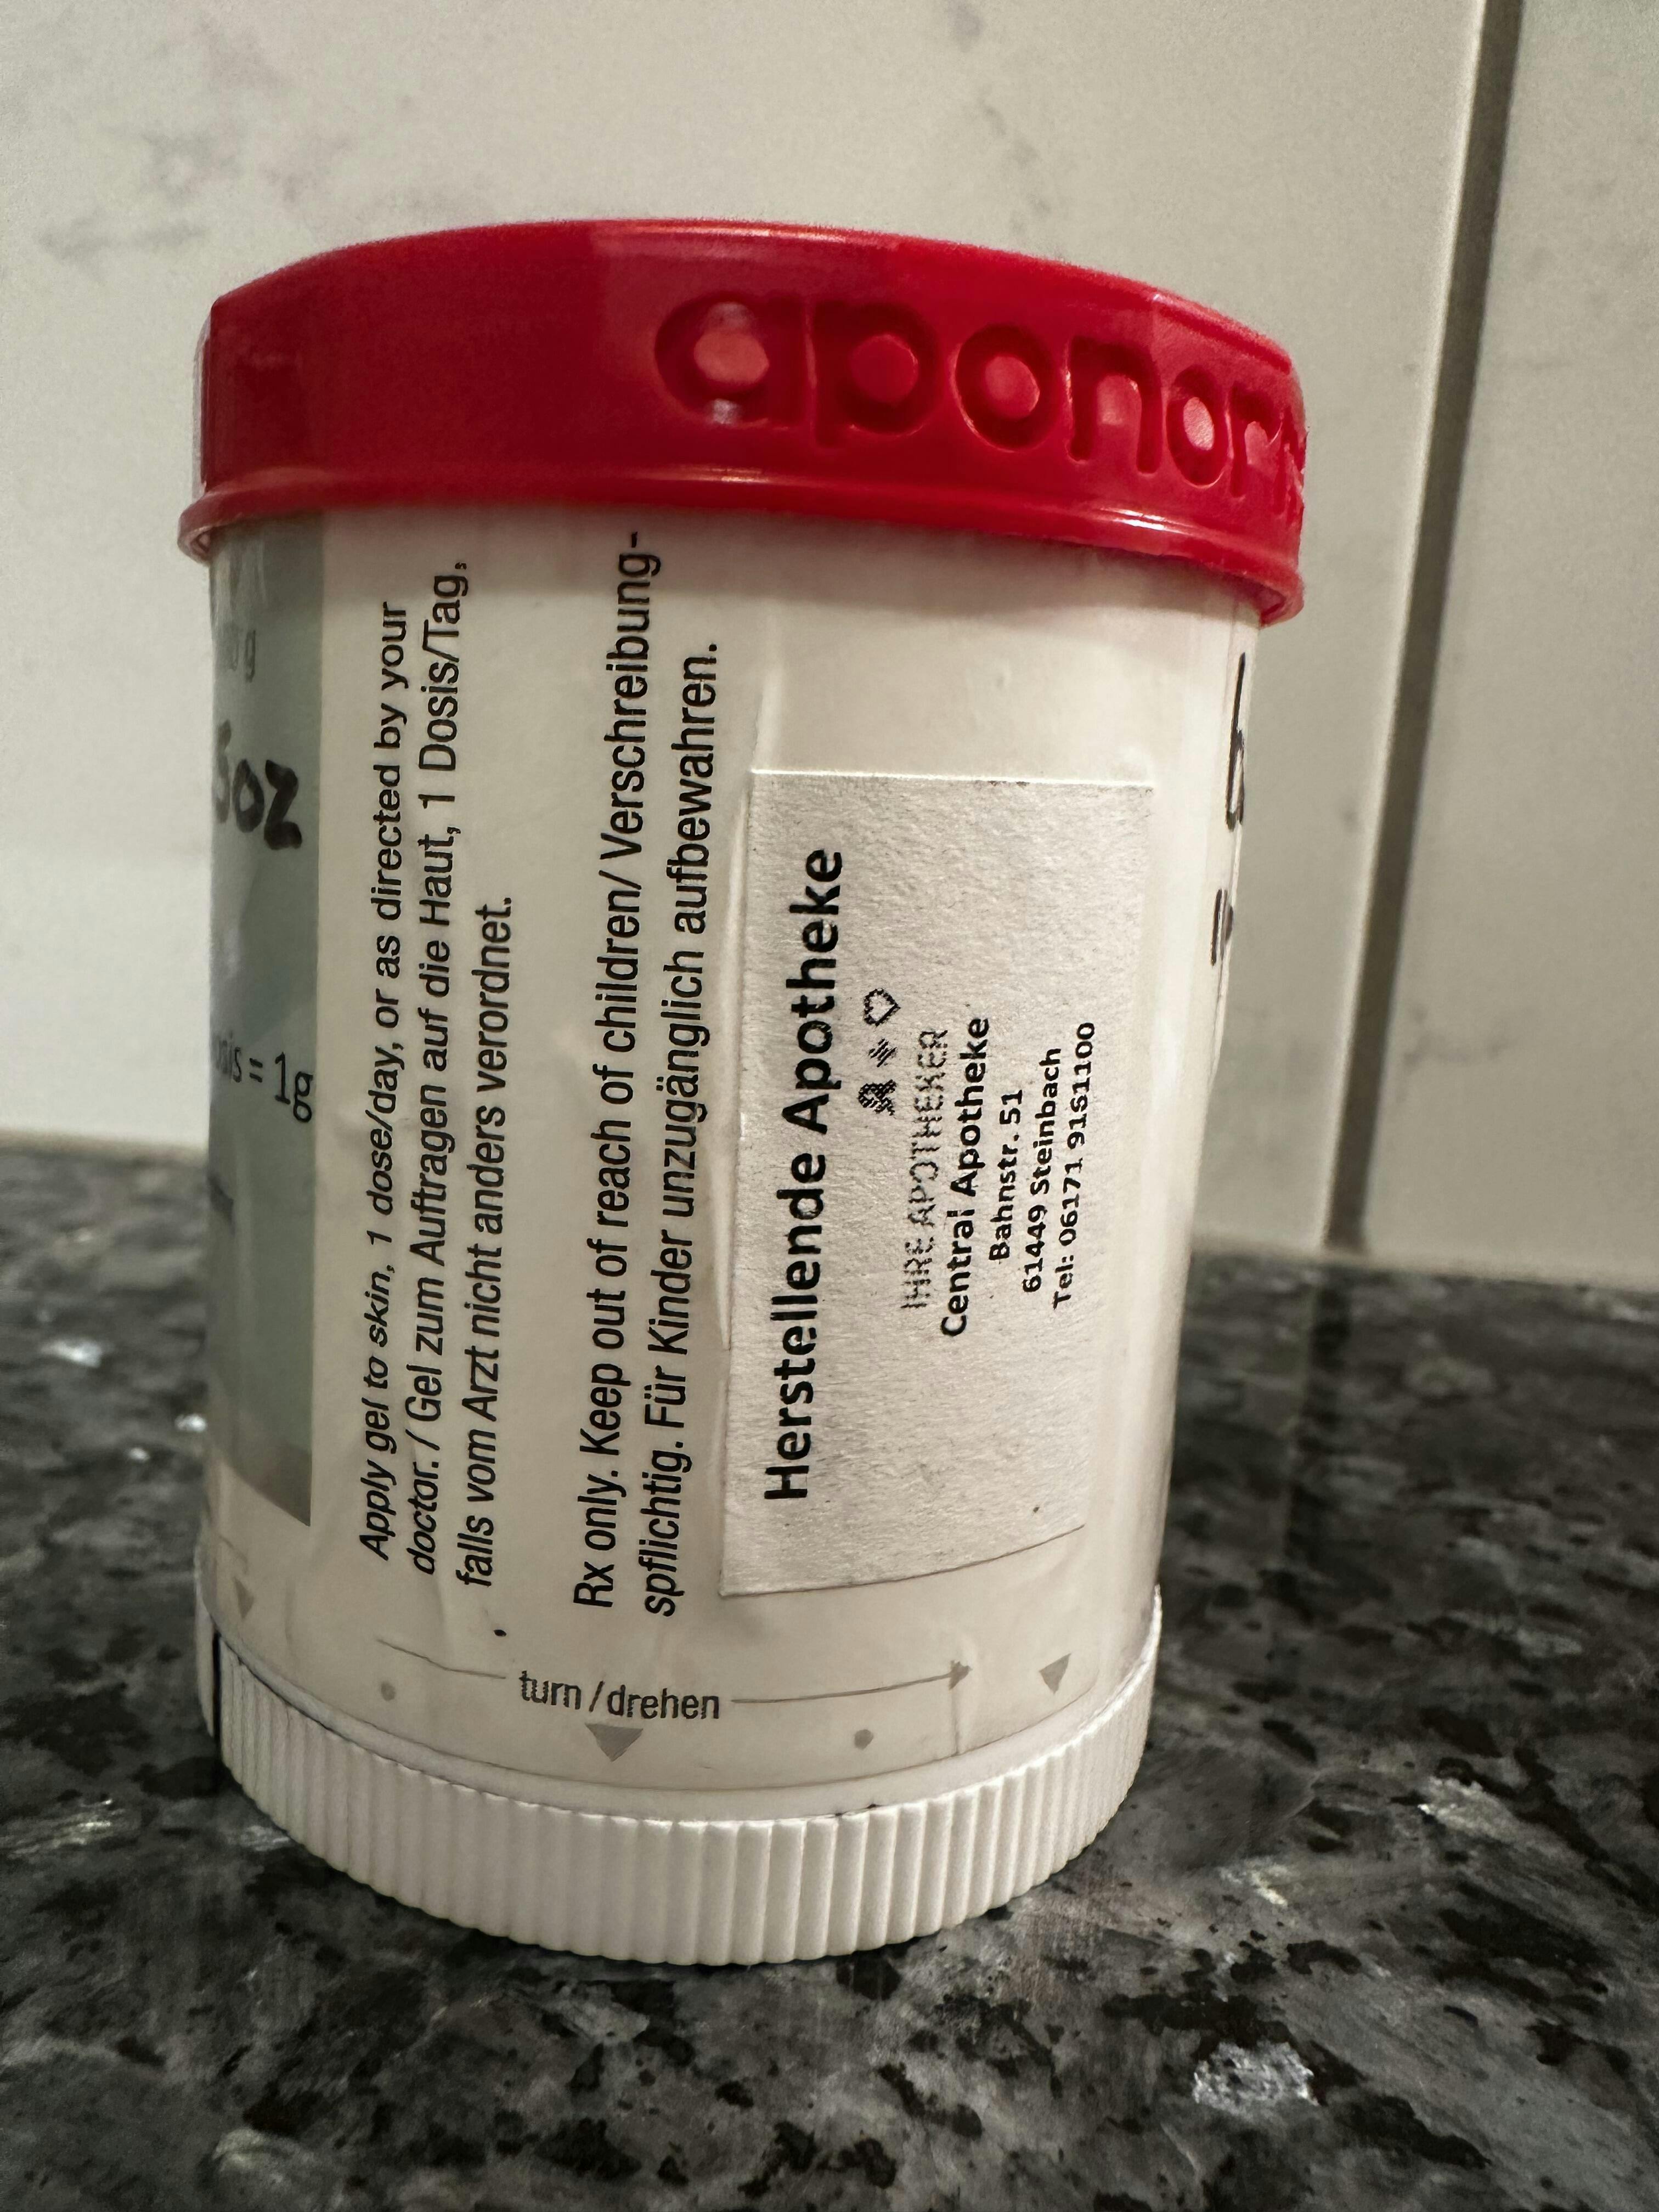 aponor
5oz
= 1g
Apply gel to skin, 1 dose/day, or as directed by your
doctor. / Gel zum Auftragen auf die Haut, 1 Dosis/Tag,
falls vom Arzt nicht anders verordnet.
Rx only. Keep out of reach of children/ Verschreibung-
spflichtig. Für Kinder unzugänglich aufbewahren.
Herstellende Apotheke
IHRE APOTHEKER
Central Apotheke
Bahnstr. 51
61449 Steinbach
Tel: 06171 9161100
turn / drehen